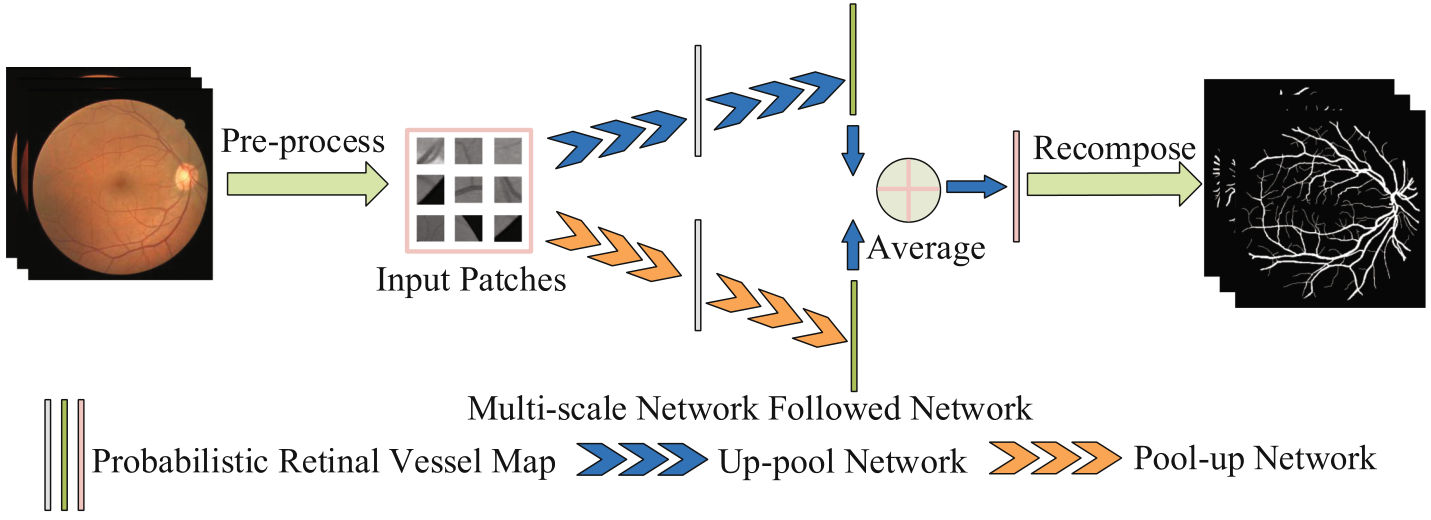 Pre-process
Input Patches
Average
Recompose
Multi-scale Network Followed Network
Probabilistic Retinal Vessel Map
Up-pool Network
Pool-up Network